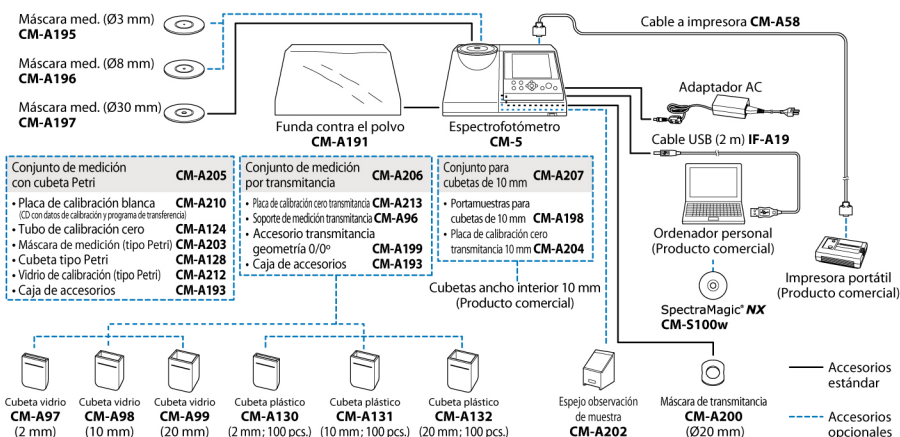 Máscara med. (Ø3 mm)
CM-A195
Máscara med. (Ø8 mm)
CM-A196
Máscara med. (Ø30 mm)
CM-A197
Funda contra el polvo
CM-A191
Espectrofotómetro
CM-5
Cable a impresora CM-A58
Adaptador AC
Cable USB (2 m) IF-A19
Ordenador personal
(Producto comercial)
Impresora portátil
(Producto comercial)
SpectraMagic® NX
CM-S100w
Conjunto de medición
con cubeta Petri CM-A205
• Placa de calibración blanca CM-A210
(CD con datos de calibración y programa de transferencia)
• Tubo de calibración cero CM-A124
• Máscara de medición (tipo Petri) CM-A203
• Cubeta tipo Petri CM-A128
• Vidrio de calibración (tipo Petri) CM-A212
• Caja de accesorios CM-A193
Conjunto de medición
por transmitancia CM-A206
• Placa de calibración cero transmitancia CM-A213
• Soporte de medición transmitancia CM-A96
• Accesorio transmitancia
geometría 0/0º CM-A199
• Caja de accesorios CM-A193
Conjunto para
cubetas de 10 mm CM-A207
• Portamuestras para
cubetas de 10 mm CM-A198
• Placa de calibración cero
transmitancia 10 mm CM-A204
Cubetas ancho interior 10 mm
(Producto comercial)
Cubeta vidrio
CM-A97
(2 mm)
Cubeta vidrio
CM-A98
(10 mm)
Cubeta vidrio
CM-A99
(20 mm)
Cubeta plástico
CM-A130
(2 mm; 100 pcs.)
Cubeta plástico
CM-A131
(10 mm; 100 pcs.)
Cubeta plástico
CM-A132
(20 mm; 100 pcs.)
Espejo observación
de muestra
CM-A202
Máscara de transmitancia
CM-A200
(Ø20 mm)
Accesorios
estándar
Accesorios
opcionales